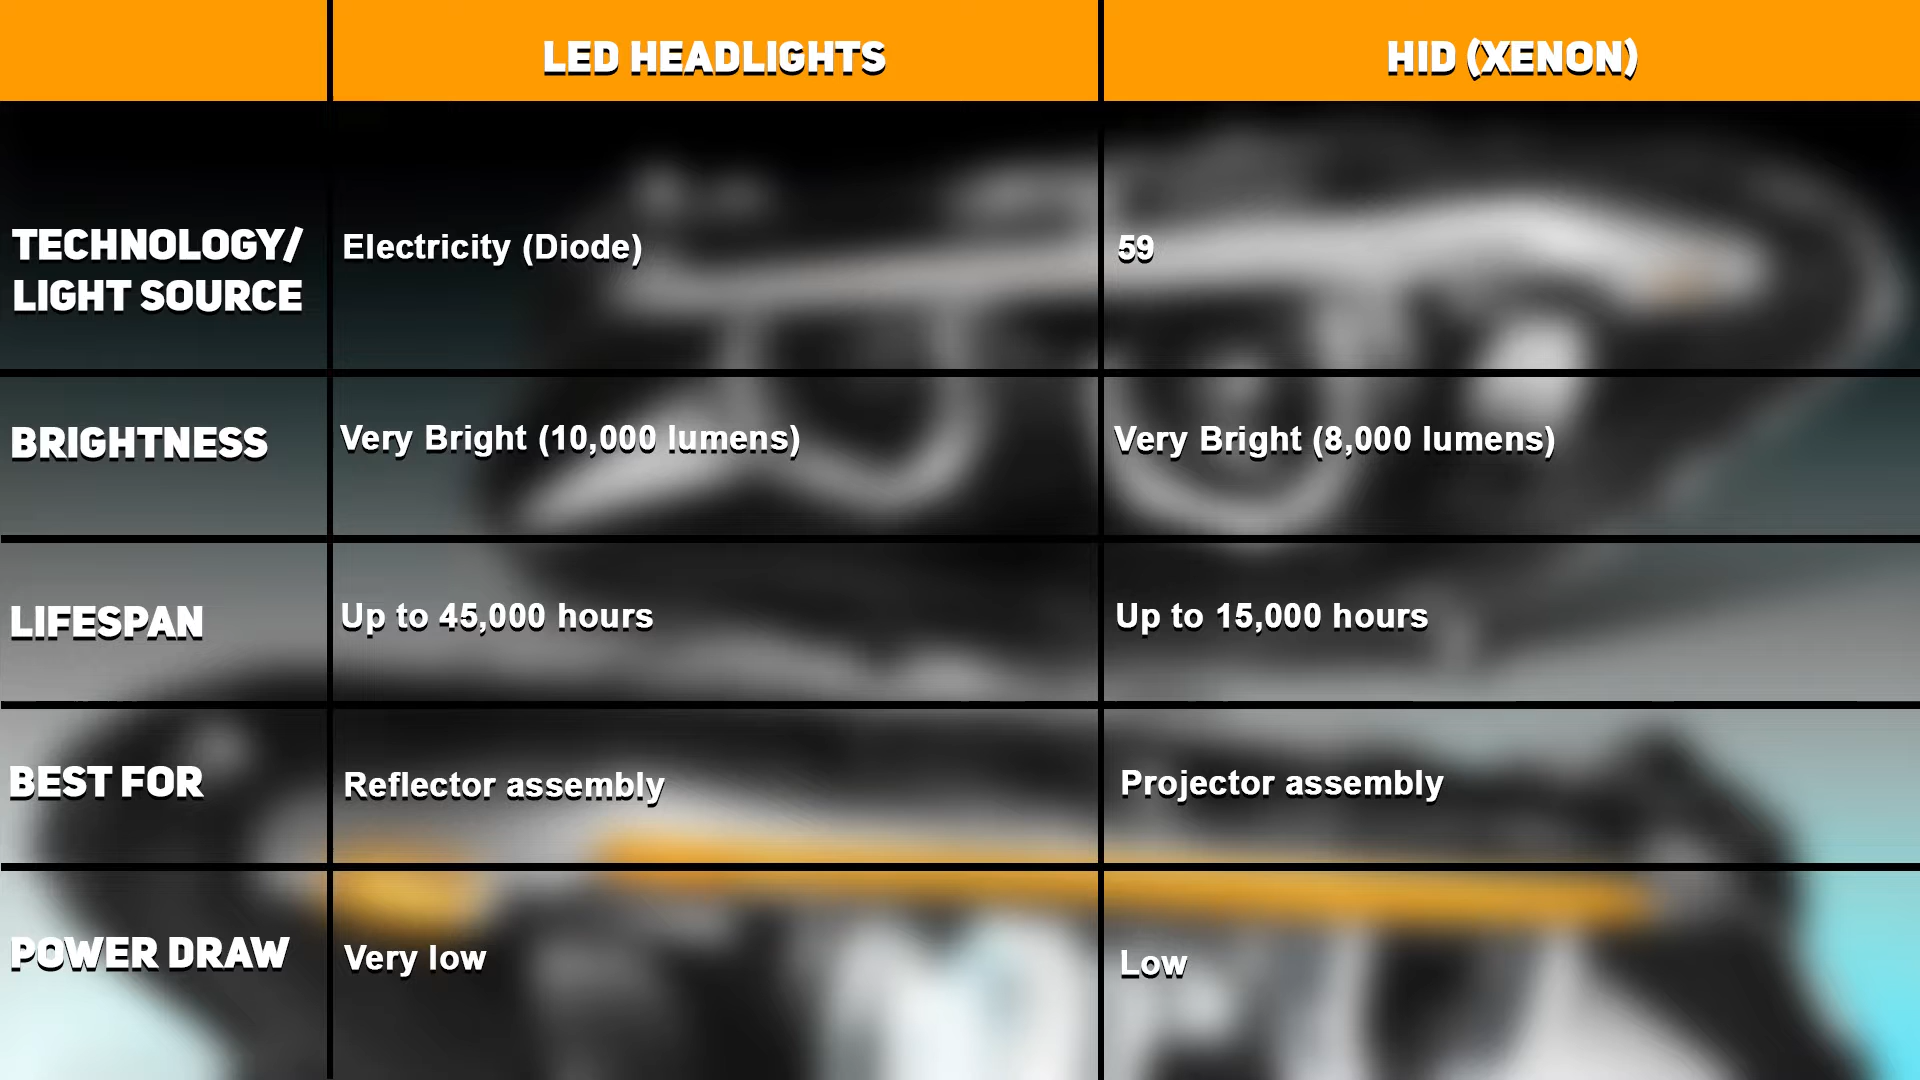 LED HEADLIGHTS
HID (XENON)
TECHNOLOGY/
LIGHT SOURCE
Electricity (Diode)
59
BRIGHTNESS
Very Bright (10,000 lumens)
Very Bright (8,000 lumens)
LIFESPAN
Up to 45,000 hours
Up to 15,000 hours
BEST FOR
Reflector assembly
Projector assembly
POWER DRAW
Very low
Low